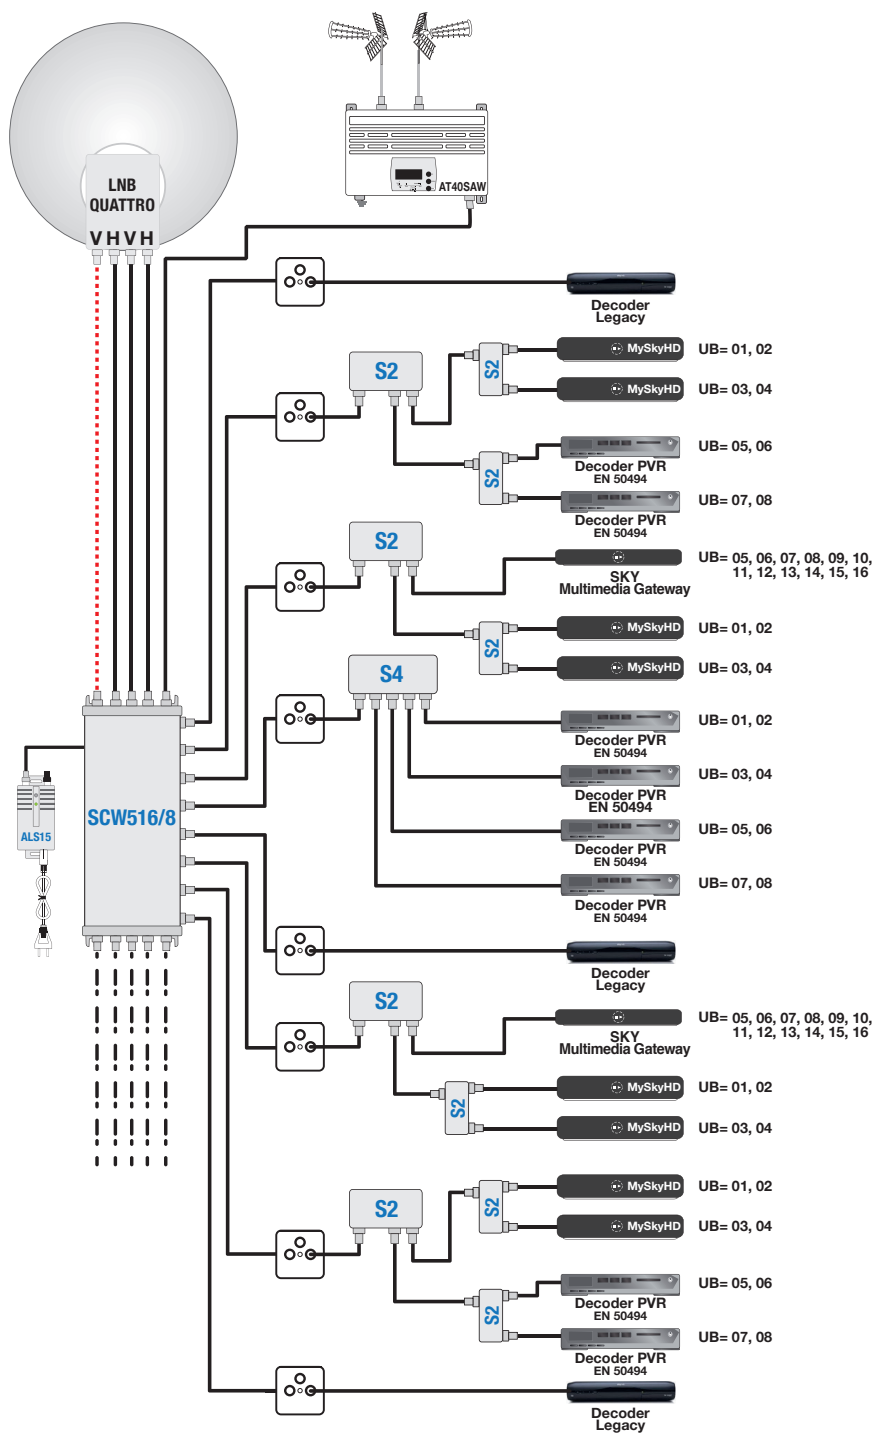 LNB
QUATTRO
V H V H
AT40SAW
Decoder
Legacy
S2
S2
MySkyHD
UB= 01, 02
MySkyHD
UB= 03, 04
S2
UB= 05, 06
Decoder PVR
EN 50494
UB= 07, 08
Decoder PVR
EN 50494
S2
UB= 05, 06, 07, 08, 09, 10,
11, 12, 13, 14, 15, 16
SKY
Multimedia Gateway
S2
MySkyHD
UB= 01, 02
MySkyHD
UB= 03, 04
S4
UB= 01, 02
Decoder PVR
EN 50494
UB= 03, 04
Decoder PVR
EN 50494
UB= 05, 06
Decoder PVR
EN 50494
UB= 07, 08
Decoder PVR
EN 50494
SCW516/8
ALS15
Decoder
Legacy
S2
UB= 05, 06, 07, 08, 09, 10,
11, 12, 13, 14, 15, 16
SKY
Multimedia Gateway
S2
MySkyHD
UB= 01, 02
MySkyHD
UB= 03, 04
S2
S2
MySkyHD
UB= 01, 02
MySkyHD
UB= 03, 04
S2
UB= 05, 06
Decoder PVR
EN 50494
UB= 07, 08
Decoder PVR
EN 50494
Decoder
Legacy